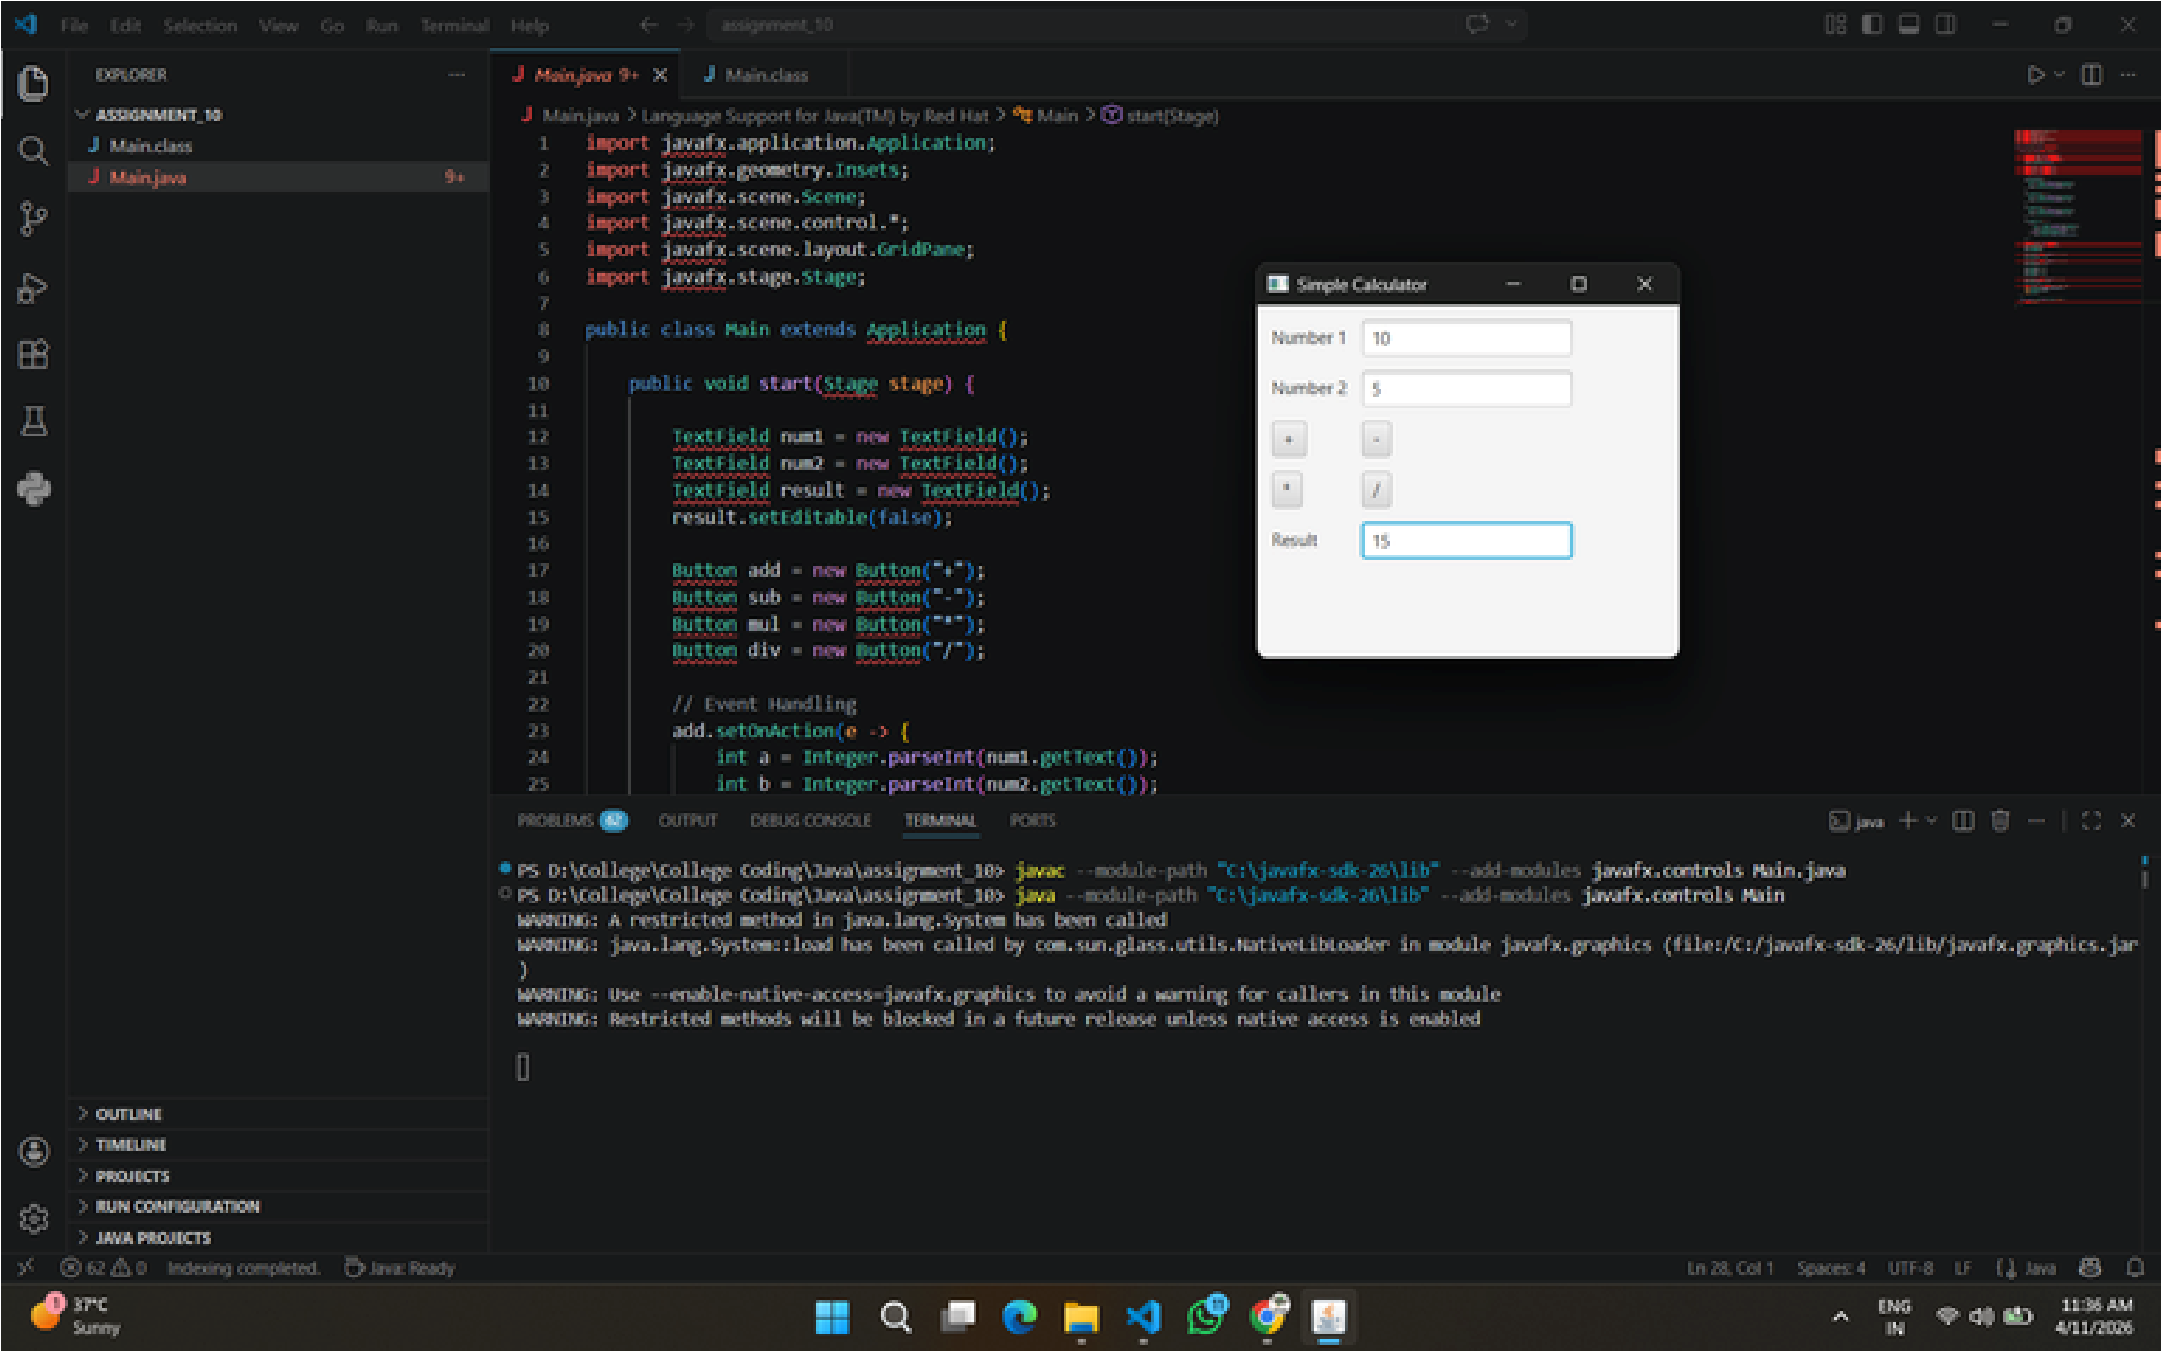 File Edit Selection View Go Run Terminal Help
assignment_10
EXPLORER
ASSIGNMENT_10
Main.class
Main.java 9+
Main.java 9+
Main.class
Main.java > Language Support for Java(TM) by Red Hat > Main > start(Stage)
1 import javafx.application.Application;
2 import javafx.geometry.Insets;
3 import javafx.scene.Scene;
4 import javafx.scene.control.*;
5 import javafx.scene.layout.GridPane;
6 import javafx.stage.Stage;
7
8 public class Main extends Application {
9
10 public void start(Stage stage) {
11
12 TextField num1 = new TextField();
13 TextField num2 = new TextField();
14 TextField result = new TextField();
15 result.setEditable(false);
16
17 Button add = new Button("+");
18 Button sub = new Button("-");
19 Button mul = new Button("*");
20 Button div = new Button("/");
21
22 // Event Handling
23 add.setOnAction(e -> {
24 int a = Integer.parseInt(num1.getText());
25 int b = Integer.parseInt(num2.getText());
Simple Calculator
Number 1 10
Number 2 5
+ -
* /
Result 15
PROBLEMS 62 OUTPUT DEBUG CONSOLE TERMINAL PORTS
java
PS D:\College\College Coding\Java\assignment_10> javac --module-path "C:\javafx-sdk-26\lib" --add-modules javafx.controls Main.java
PS D:\College\College Coding\Java\assignment_10> java --module-path "C:\javafx-sdk-26\lib" --add-modules javafx.controls Main
WARNING: A restricted method in java.lang.System has been called
WARNING: java.lang.System::load has been called by com.sun.glass.utils.NativeLibLoader in module javafx.graphics (file:/C:/javafx-sdk-26/lib/javafx.graphics.jar
)
WARNING: Use --enable-native-access=javafx.graphics to avoid a warning for callers in this module
WARNING: Restricted methods will be blocked in a future release unless native access is enabled
OUTLINE
TIMELINE
PROJECTS
RUN CONFIGURATION
JAVA PROJECTS
62 0 Indexing completed. Java: Ready
Ln 28, Col 1 Spaces: 4 UTF-8 LF {} Java
37°C
Sunny
ENG
IN
11:36 AM
4/11/2026